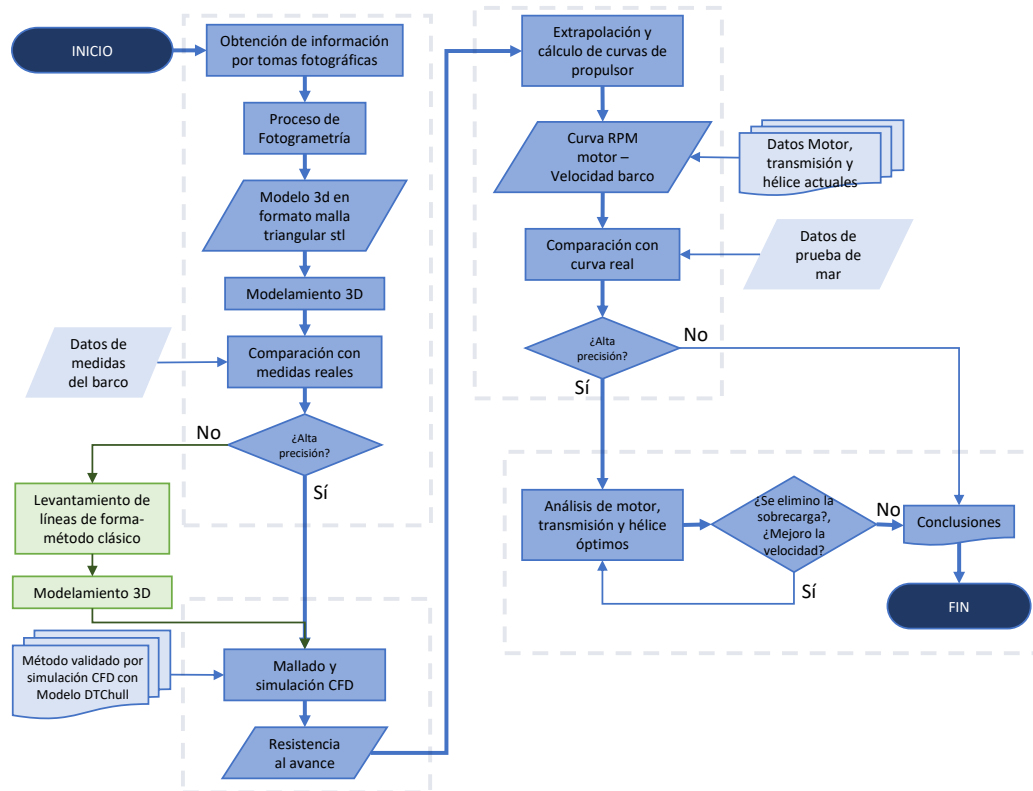 INICIO
Obtención de información
por tomas fotográficas
Proceso de
Fotogrametría
Modelo 3d en
formato malla
triangular stl
Modelamiento 3D
Datos de
medidas
del barco
Comparación con
medidas reales
¿Alta
precisión?
No
Sí
Levantamiento de
líneas de forma-
método clásico
Modelamiento 3D
Método validado por
simulación CFD con
Modelo DTChull
Mallado y
simulación CFD
Resistencia
al avance
Extrapolación y
cálculo de curvas de
propulsor
Curva RPM
motor –
Velocidad barco
Datos Motor,
transmisión y
hélice actuales
Comparación con
curva real
Datos de
prueba de
mar
¿Alta
precisión?
No
Sí
Análisis de motor,
transmisión y hélice
óptimos
¿Se elimino la
sobrecarga?,
¿Mejoro la
velocidad?
No
Sí
Conclusiones
FIN